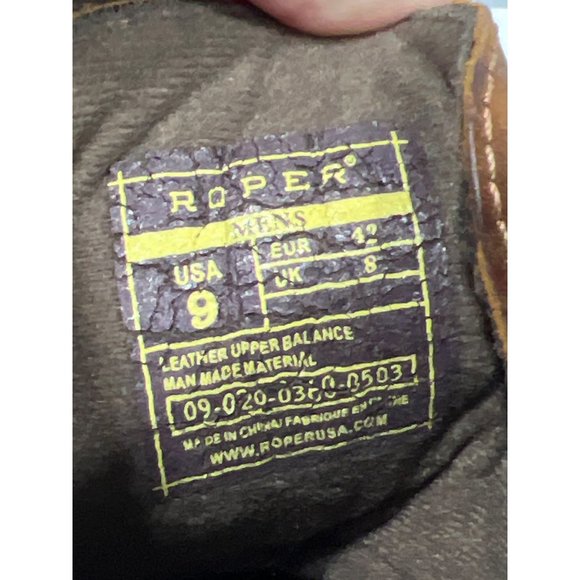 ROPER®
MENS
USA 9
EUR 42
UK 8
LEATHER UPPER BALANCE
MAN MADE MATERIAL
MADE IN CHINA/FABRIQUE EN CHINE
WWW.ROPERUSA.COM